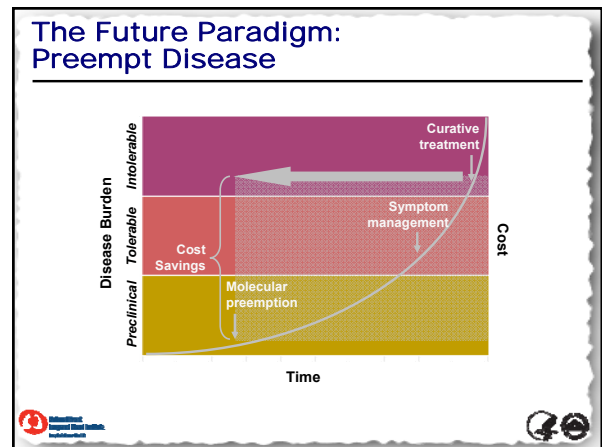 The Future Paradigm:
Preempt Disease
Curative
treatment
Intolerable
Symptom
management
Disease Burden
Tolerable
Cost
Cost
Savings
Molecular
preemption
Preclinical
Time